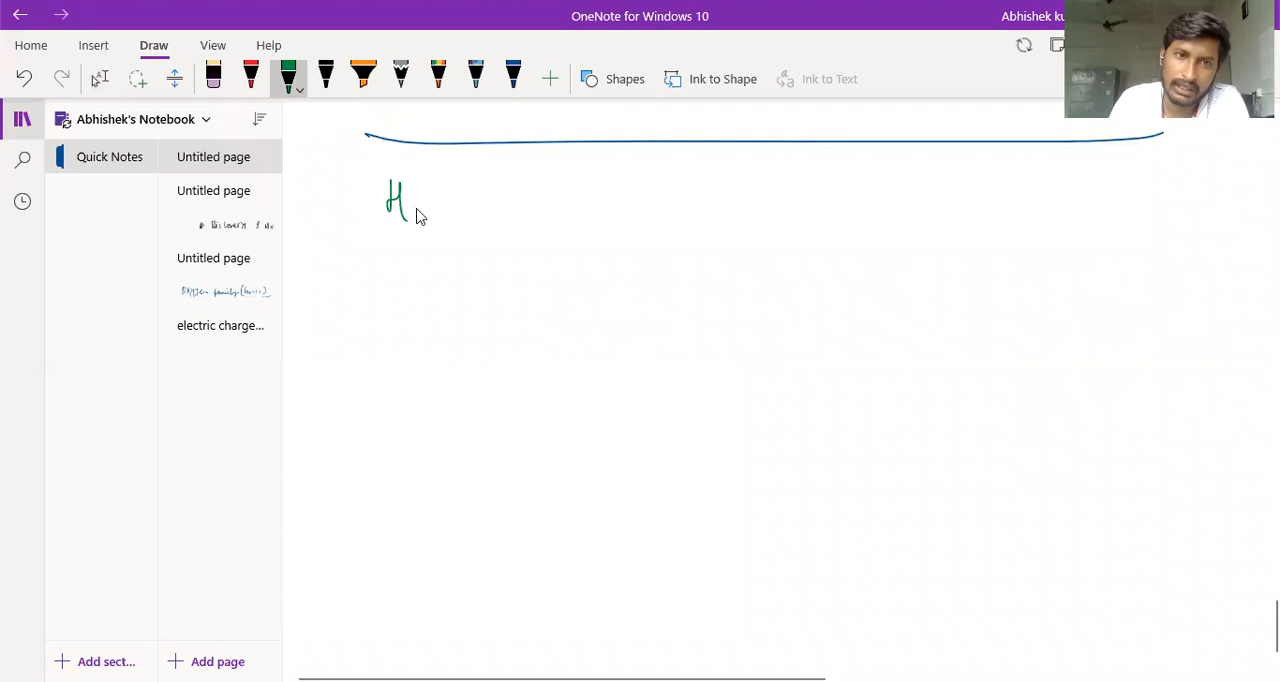 OneNote for Windows 10
Abhishek ku
Home Insert Draw View Help
Shapes Ink to Shape Ink to Text
Abhishek's Notebook
Quick Notes
Untitled page
Untitled page
Untitled page
electric charge...
H
Add sect...
Add page